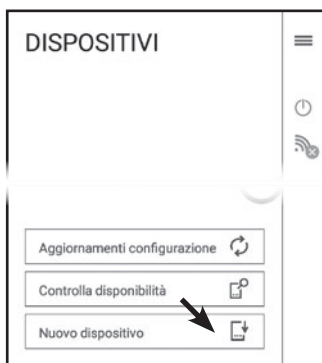 DISPOSITIVI
Aggiornamenti configurazione
Controlla disponibilità
Nuovo dispositivo